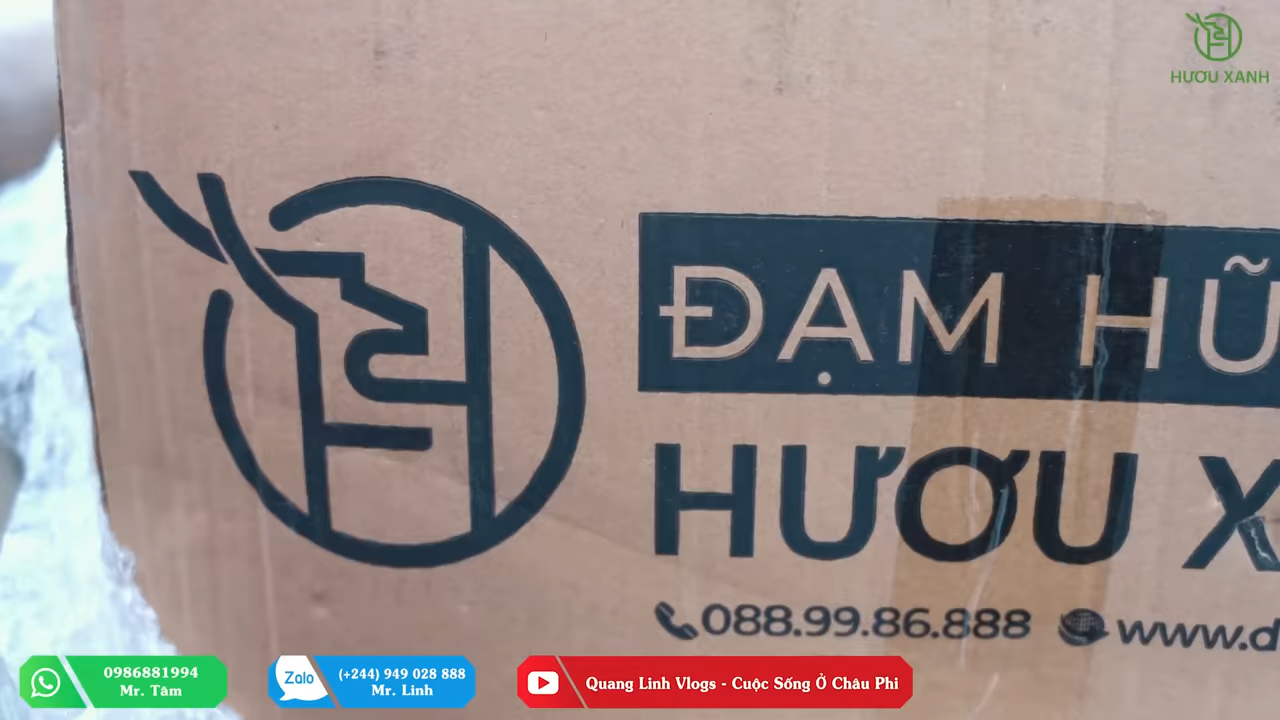 HƯƠU XANH
ĐẠM HŨ
HƯƠU X
088.99.86.888 www.d
0986881994
Mr. Tâm
Zalo
(+244) 949 028 888
Mr. Linh
Quang Linh Vlogs - Cuộc Sống Ở Châu Phi